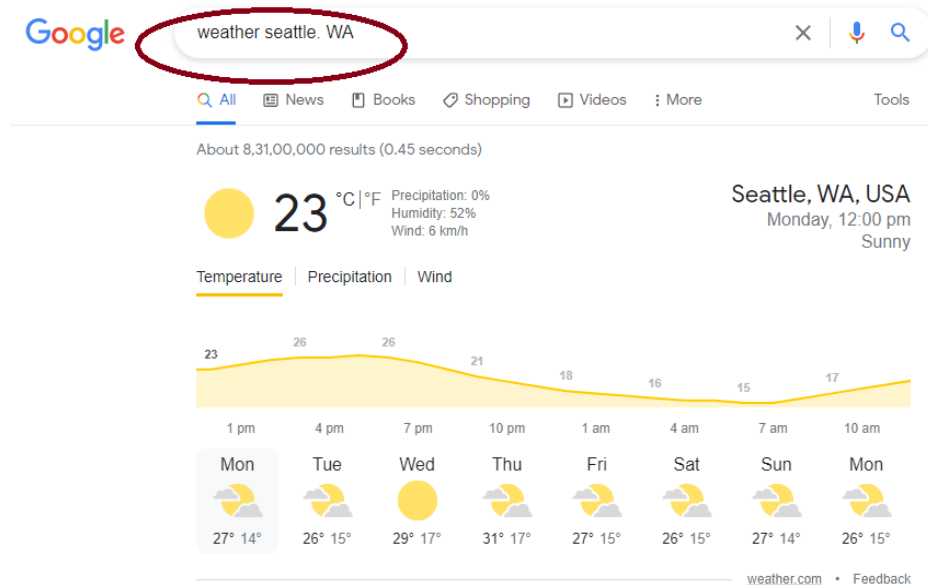 Google
weather seattle. WA
All News Books Shopping Videos More Tools
About 8,31,00,000 results (0.45 seconds)
23 °C | °F
Precipitation: 0%
Humidity: 52%
Wind: 6 km/h
Seattle, WA, USA
Monday, 12:00 pm
Sunny
Temperature Precipitation Wind
23 26 26 21 18 16 15 17
1 pm 4 pm 7 pm 10 pm 1 am 4 am 7 am 10 am
Mon Tue Wed Thu Fri Sat Sun Mon
27° 14° 26° 15° 29° 17° 31° 17° 27° 15° 26° 15° 27° 14° 26° 15°
weather.com • Feedback